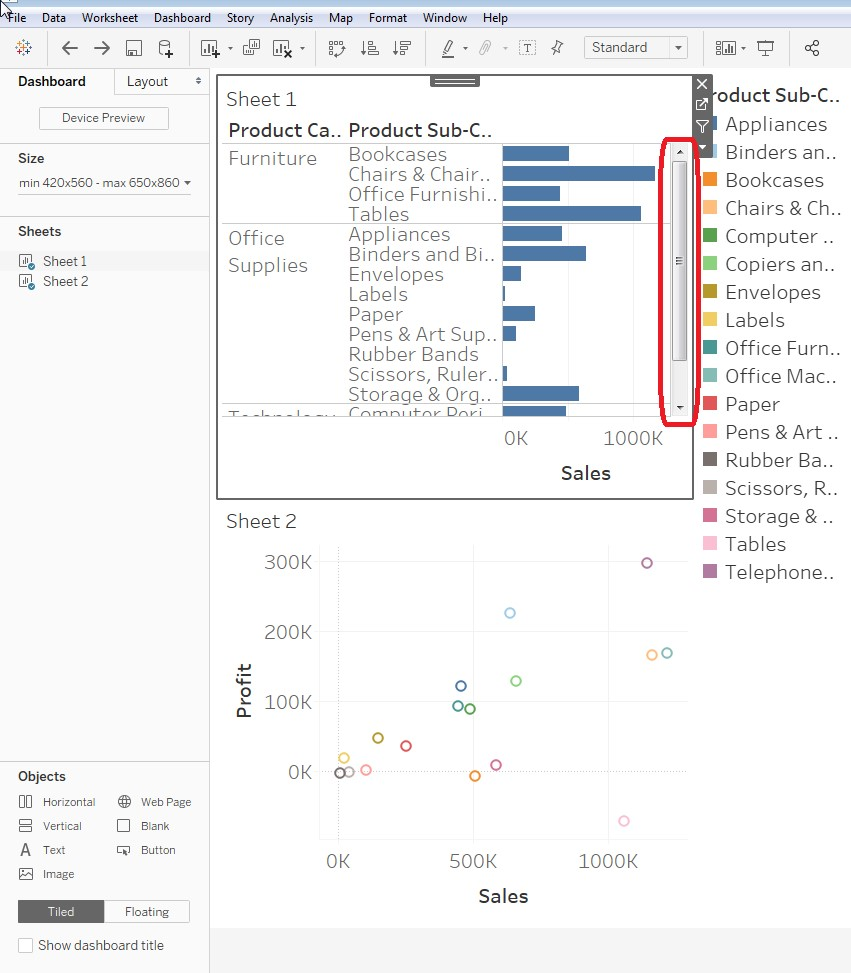 File Data Worksheet Dashboard Story Analysis Map Format Window Help
Standard
Dashboard Layout
Device Preview
Size
min 420x560 - max 650x860
Sheets
Sheet 1
Sheet 2
Objects
Horizontal Web Page
Vertical Blank
Text Button
Image
Tiled Floating
Show dashboard title
Sheet 1
Product Ca.. Product Sub-C..
Furniture Bookcases
Chairs & Chair..
Office Furnishi..
Tables
Office Supplies Appliances
Binders and Bi..
Envelopes
Labels
Paper
Pens & Art Sup..
Rubber Bands
Scissors, Ruler..
Storage & Org..
Technology Computer Peri
0K 1000K
Sales
Sheet 2
300K
200K
100K
0K
Profit
0K 500K 1000K
Sales
roduct Sub-C..
Appliances
Binders an..
Bookcases
Chairs & Ch..
Computer ..
Copiers an..
Envelopes
Labels
Office Furn..
Office Mac..
Paper
Pens & Art ..
Rubber Ba..
Scissors, R..
Storage & ..
Tables
Telephone..